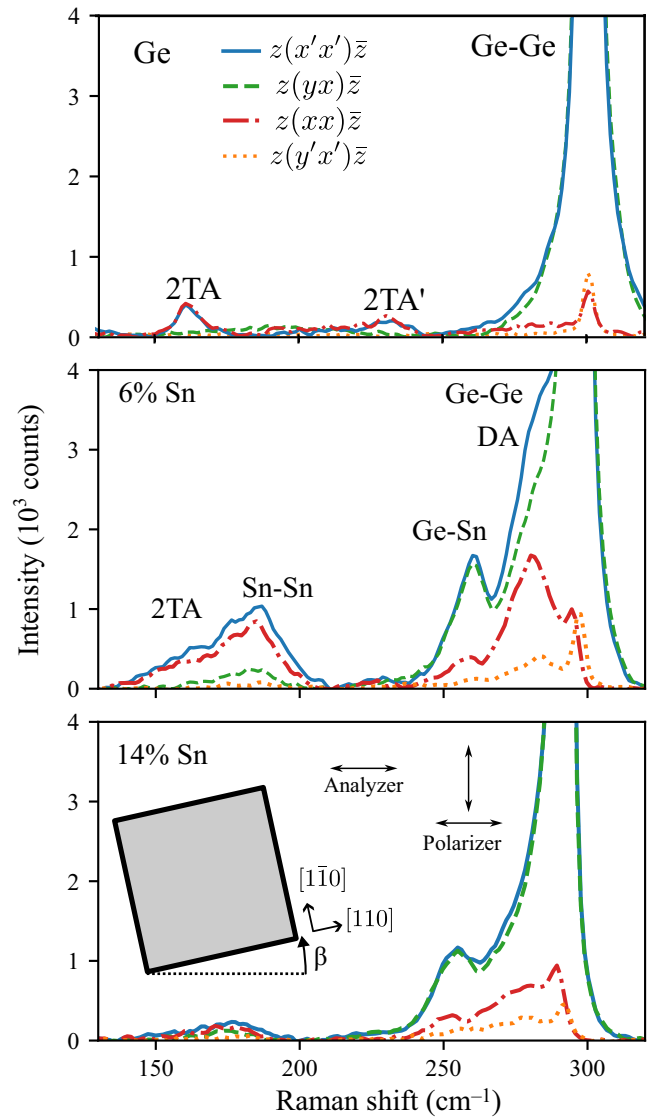 Ge
z(x′x′)z̄
z(yx)z̄
z(xx)z̄
z(y′x′)z̄
Ge-Ge
2TA
2TA'
4
3
2
1
0
6% Sn
Ge-Ge
DA
Ge-Sn
Sn-Sn
2TA
4
3
2
1
0
Intensity (10³ counts)
14% Sn
Analyzer
Polarizer
[11̄0]
[110]
β
4
3
2
1
0
150 200 250 300
Raman shift (cm⁻¹)